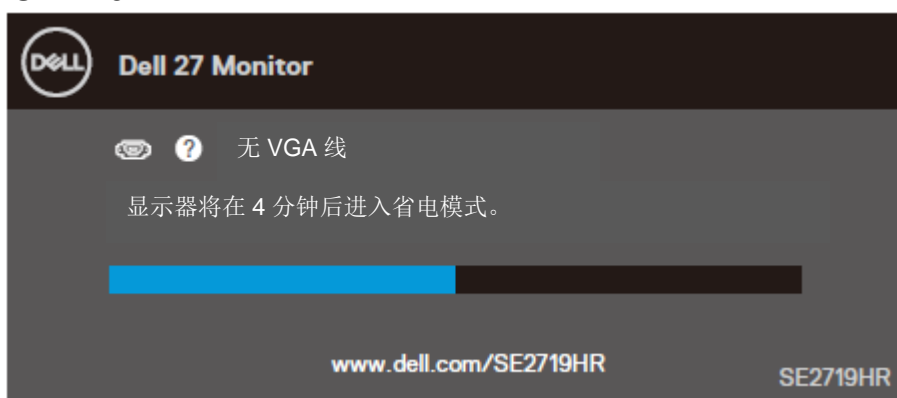 DELL
Dell 27 Monitor
? 无 VGA 线
显示器将在 4 分钟后进入省电模式。
www.dell.com/SE2719HR
SE2719HR